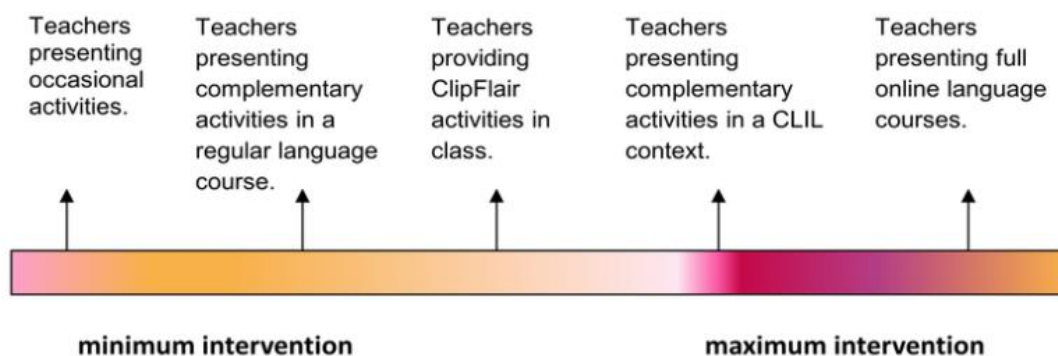 Teachers
presenting
occasional
activities.
Teachers
presenting
complementary
activities in a
regular language
course.
Teachers
providing
ClipFlair
activities in
class.
Teachers
presenting
complementary
activities in a CLIL
context.
Teachers
presenting full
online language
courses.
minimum intervention
maximum intervention